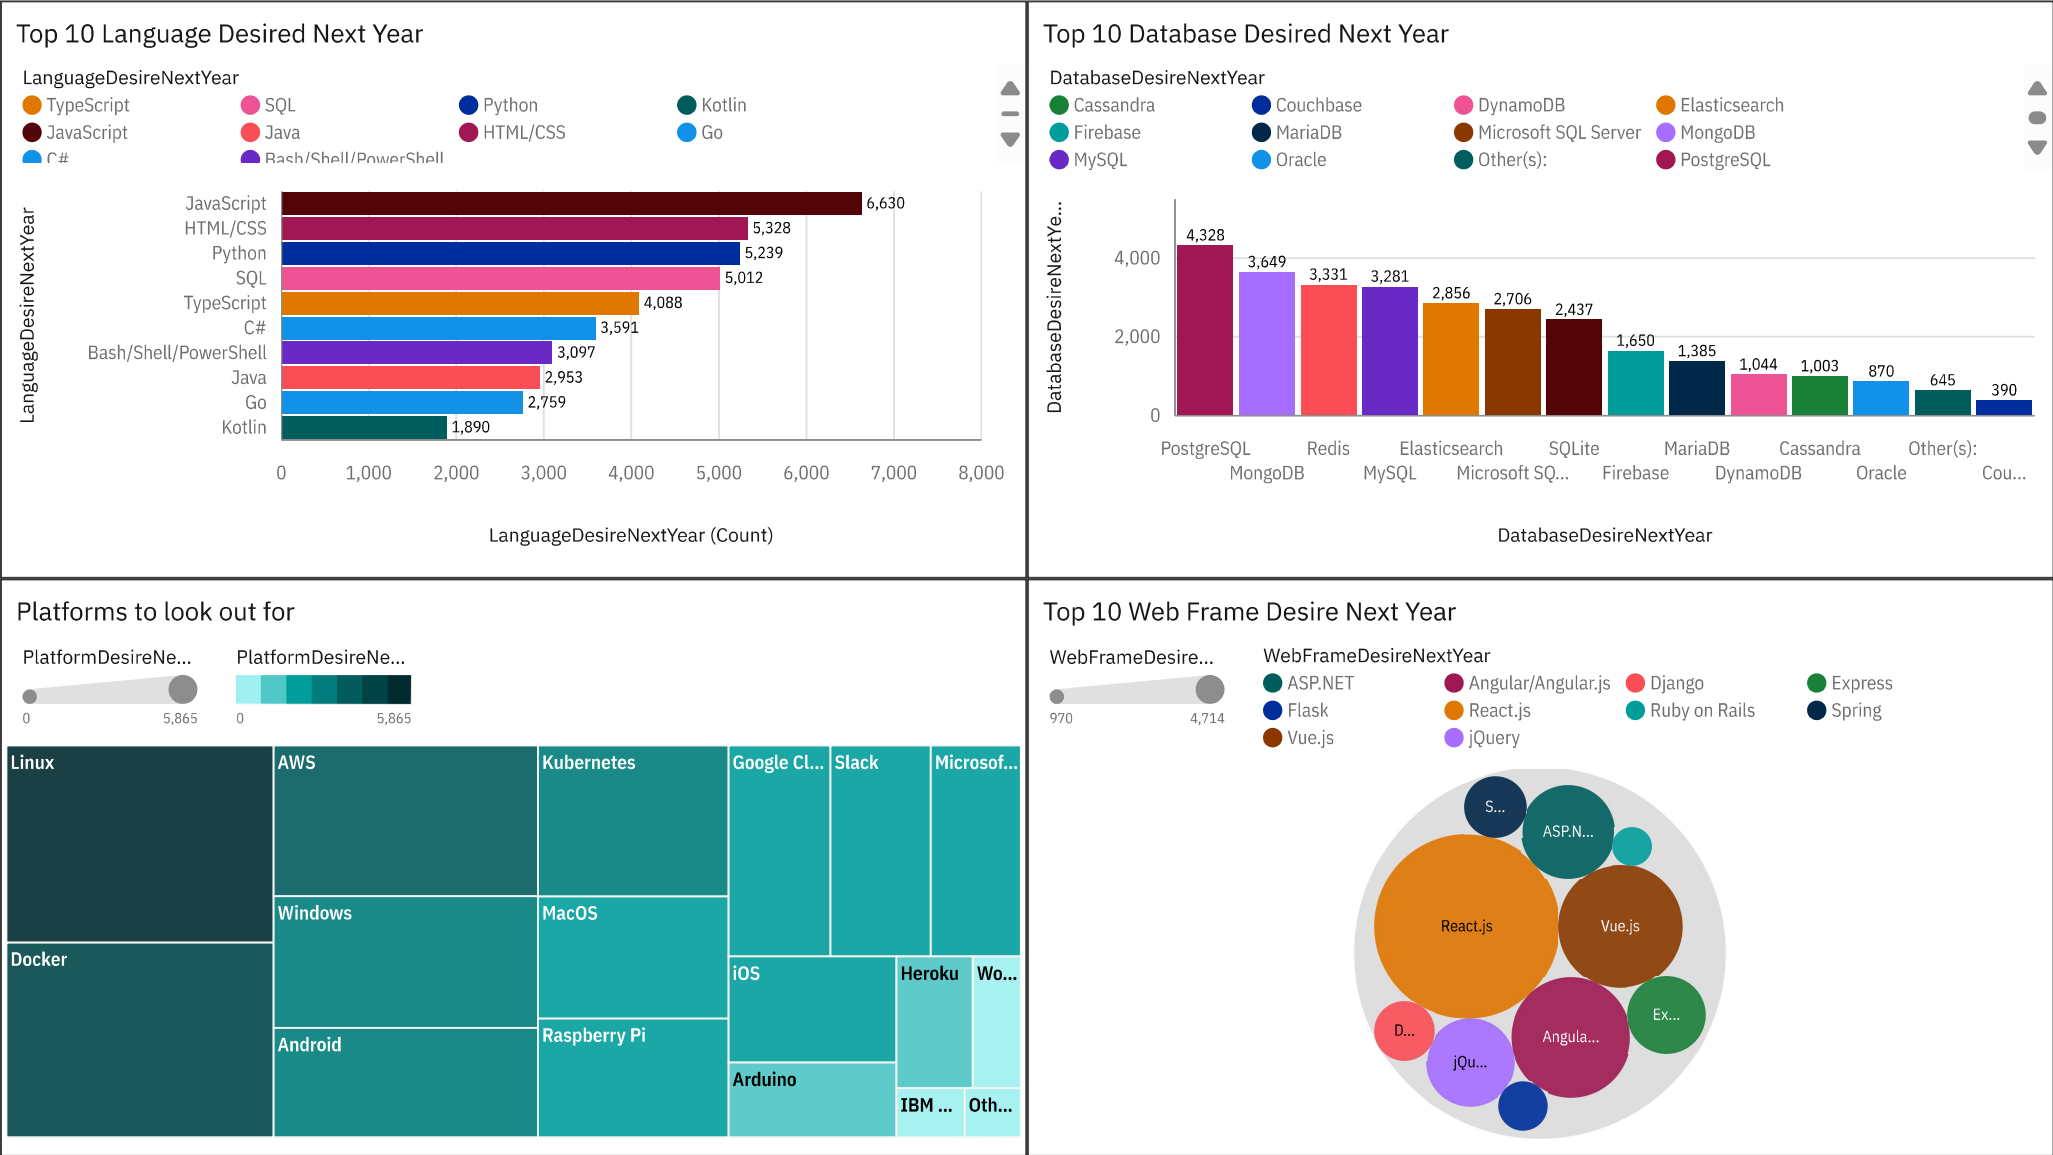 Top 10 Language Desired Next Year
LanguageDesireNextYear
TypeScript SQL Python Kotlin
JavaScript Java HTML/CSS Go
C# Bash/Shell/PowerShell
LanguageDesireNextYear
JavaScript 6,630
HTML/CSS 5,328
Python 5,239
SQL 5,012
TypeScript 4,088
C# 3,591
Bash/Shell/PowerShell 3,097
Java 2,953
Go 2,759
Kotlin 1,890
0 1,000 2,000 3,000 4,000 5,000 6,000 7,000 8,000
LanguageDesireNextYear (Count)
Top 10 Database Desired Next Year
DatabaseDesireNextYear
Cassandra Couchbase DynamoDB Elasticsearch
Firebase MariaDB Microsoft SQL Server MongoDB
MySQL Oracle Other(s): PostgreSQL
DatabaseDesireNextYe...
4,000
2,000
0
4,328 3,649 3,331 3,281 2,856 2,706 2,437 1,650 1,385 1,044 1,003 870 645 390
PostgreSQL Redis Elasticsearch SQLite MariaDB Cassandra Other(s):
MongoDB MySQL Microsoft SQ... Firebase DynamoDB Oracle Cou...
DatabaseDesireNextYear
Platforms to look out for
PlatformDesireNe... PlatformDesireNe...
0 5,865 0 5,865
Linux AWS Kubernetes Google Cl... Slack Microsof...
Windows MacOS
Docker iOS Heroku Wo...
Android Raspberry Pi
Arduino IBM ... Oth...
Top 10 Web Frame Desire Next Year
WebFrameDesire... WebFrameDesireNextYear
970 4,714
ASP.NET Angular/Angular.js Django Express
Flask React.js Ruby on Rails Spring
Vue.js jQuery
S...
ASP.N...
React.js Vue.js
Ex...
D... Angula...
jQu...